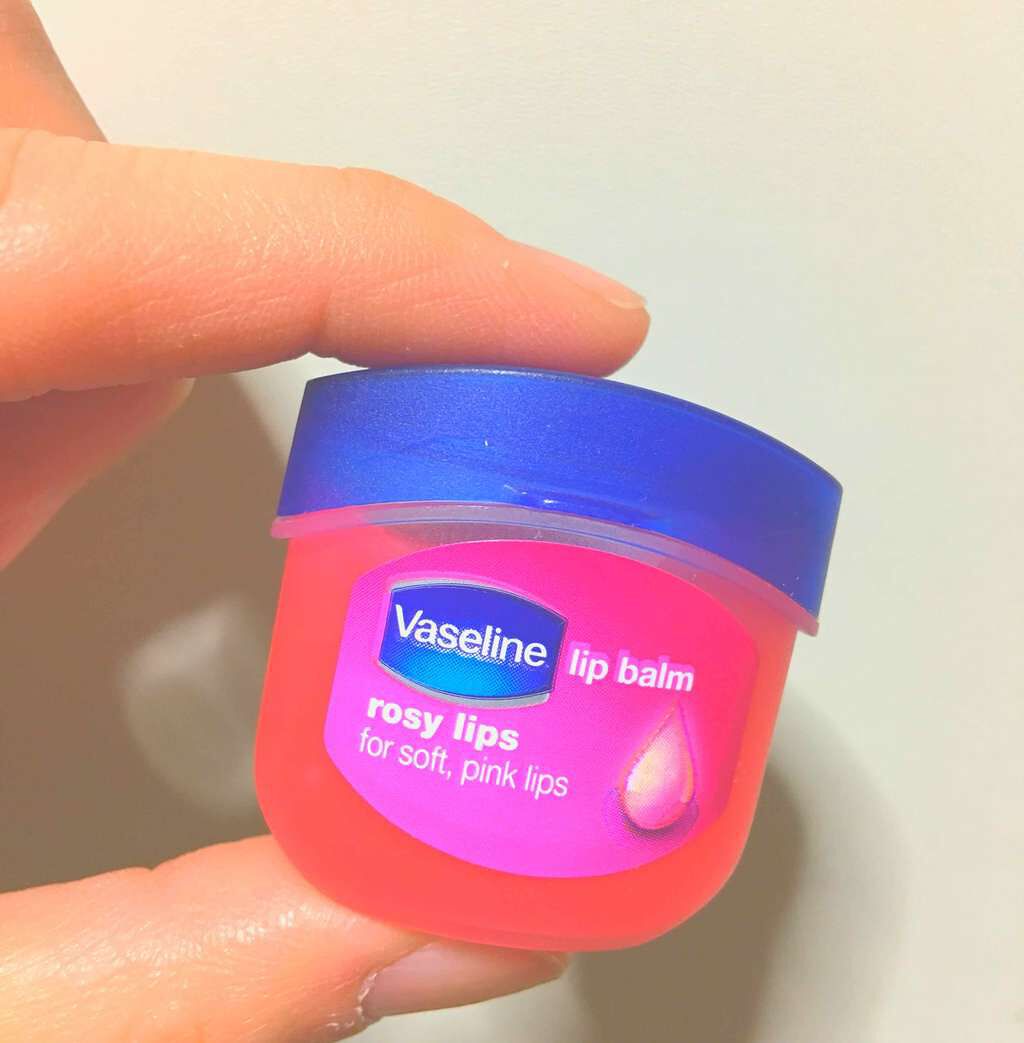 Vaseline
lip balm
rosy lips
for soft, pink lips